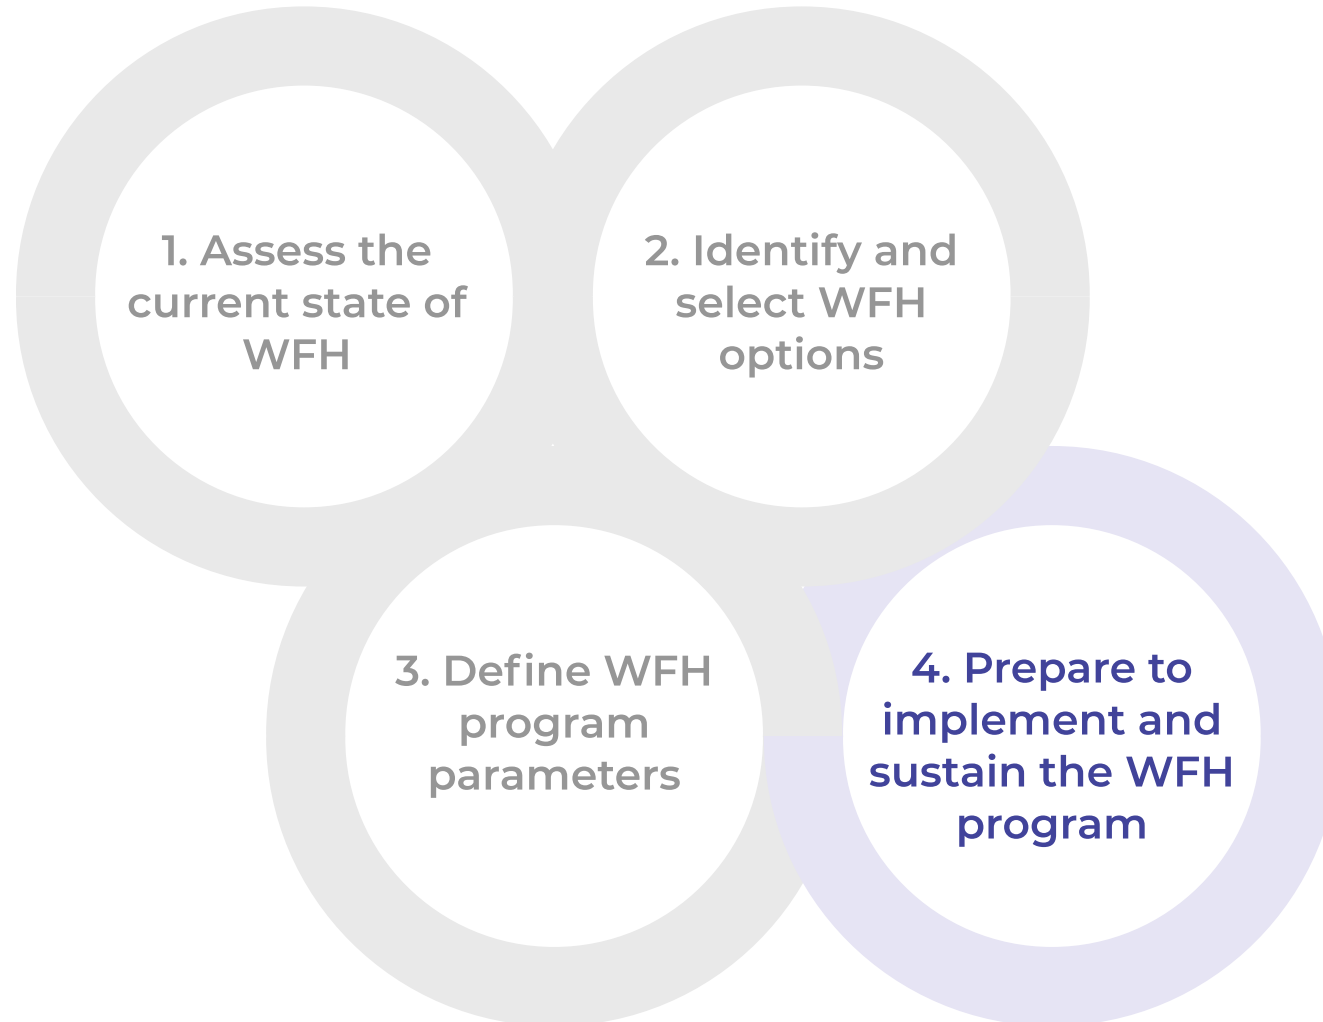 1. Assess the
current state of
WFH
2. Identify and
select WFH
options
3. Define WFH
program
parameters
4. Prepare to
implement and
sustain the WFH
program